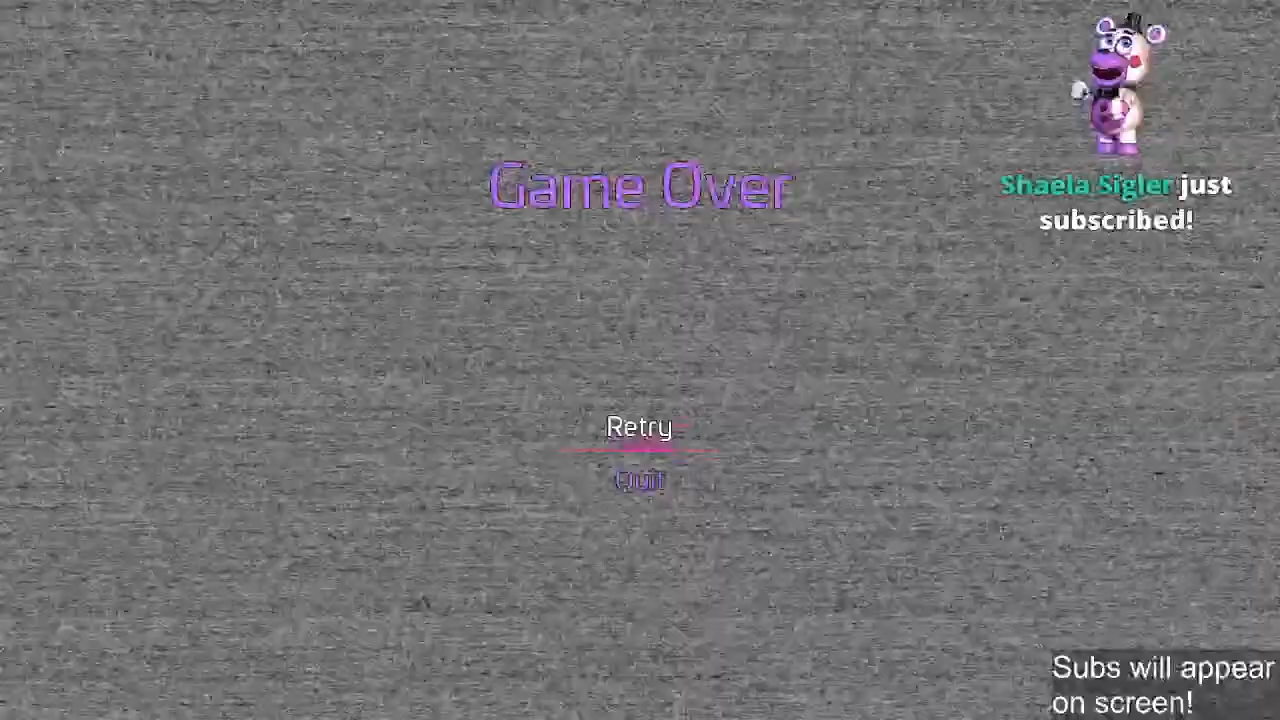 Game Over
Shaela Sigler just
subscribed!
Retry
Quit
Subs will appear
on screen!